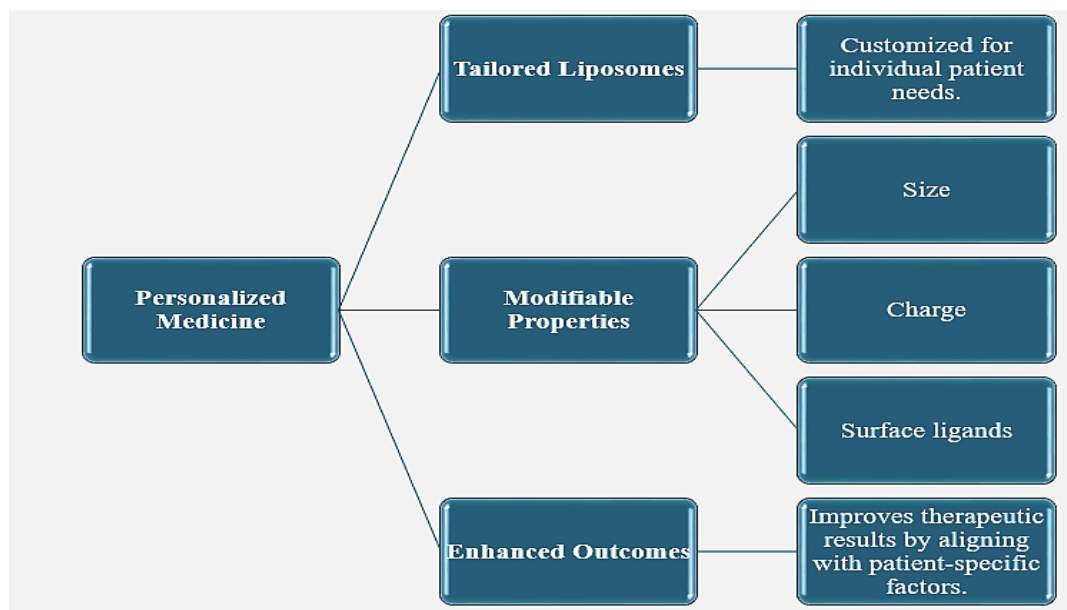 Personalized
Medicine
Tailored Liposomes
Customized for
individual patient
needs.
Modifiable
Properties
Size
Charge
Surface ligands
Enhanced Outcomes
Improves therapeutic
results by aligning
with patient-specific
factors.